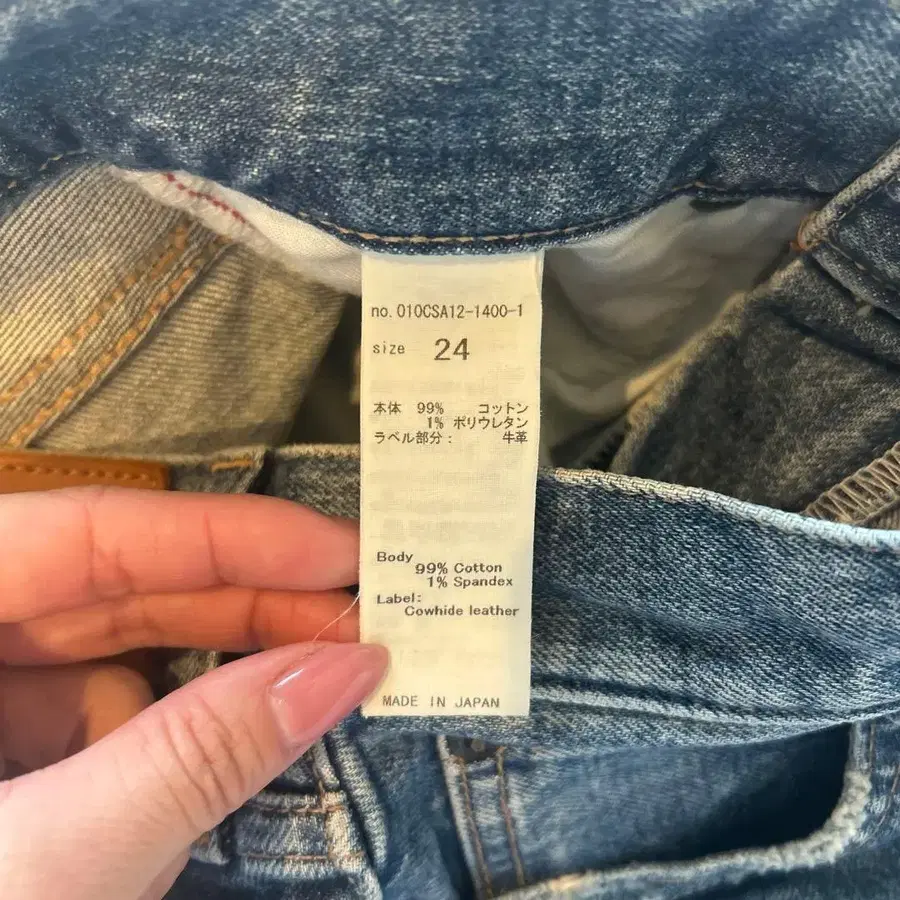 no. 010CSA12-1400-1
size 24
本体 99% コットン
1% ポリウレタン
ラベル部分: 牛革
Body
99% Cotton
1% Spandex
Label:
Cowhide leather
MADE IN JAPAN